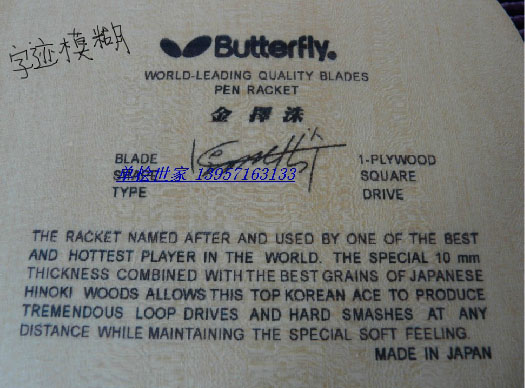 字迹模糊
Butterfly.
WORLD-LEADING QUALITY BLADES
PEN RACKET
金擇洙
BLADE 1-PLYWOOD
单桧世家 18957163133
SQUARE
TYPE DRIVE
THE RACKET NAMED AFTER AND USED BY ONE OF THE BEST
AND HOTTEST PLAYER IN THE WORLD. THE SPECIAL 10 mm
THICKNESS COMBINED WITH THE BEST GRAINS OF JAPANESE
HINOKI WOODS ALLOWS THIS TOP KOREAN ACE TO PRODUCE
TREMENDOUS LOOP DRIVES AND HARD SMASHES AT ANY
DISTANCE WHILE MAINTAINING THE SPECIAL SOFT FEELING.
MADE IN JAPAN